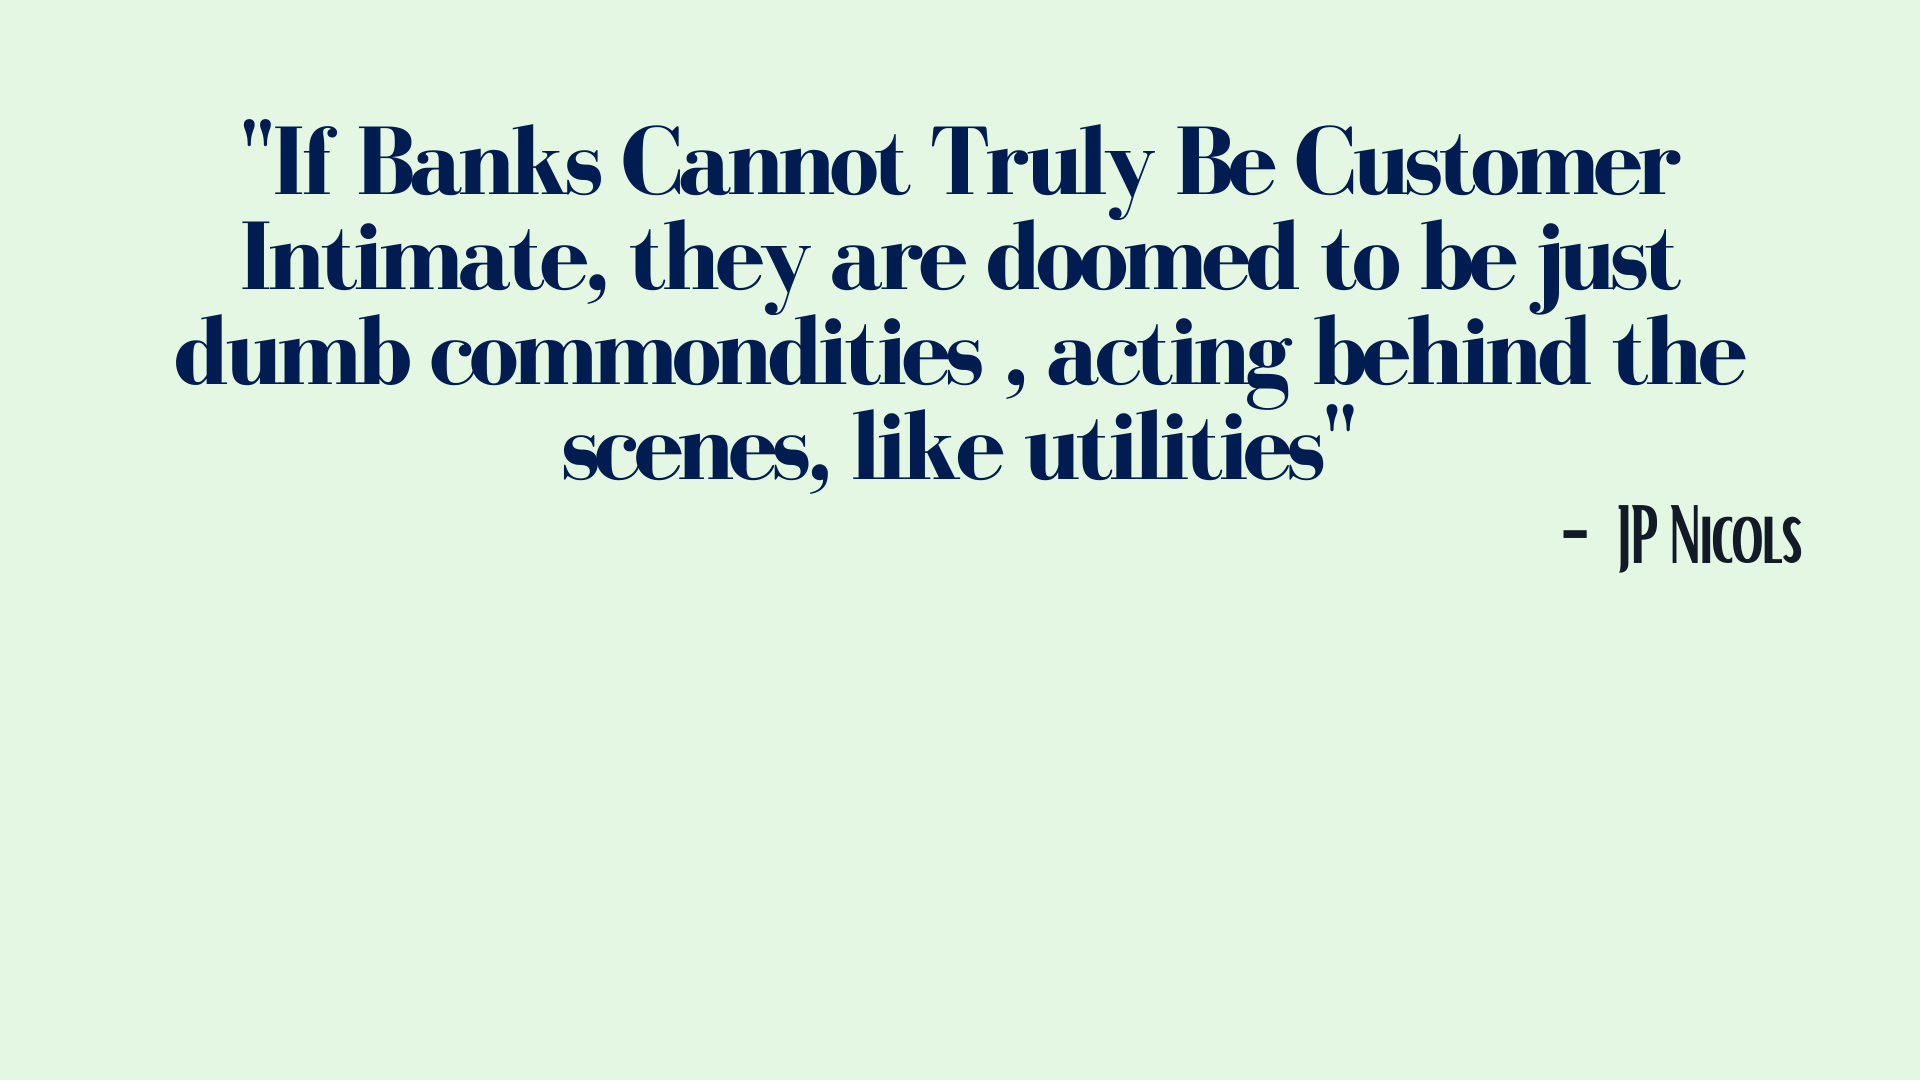 "If Banks Cannot Truly Be Customer
Intimate, they are doomed to be just
dumb commondities , acting behind the
scenes, like utilities"
- JP Nicols